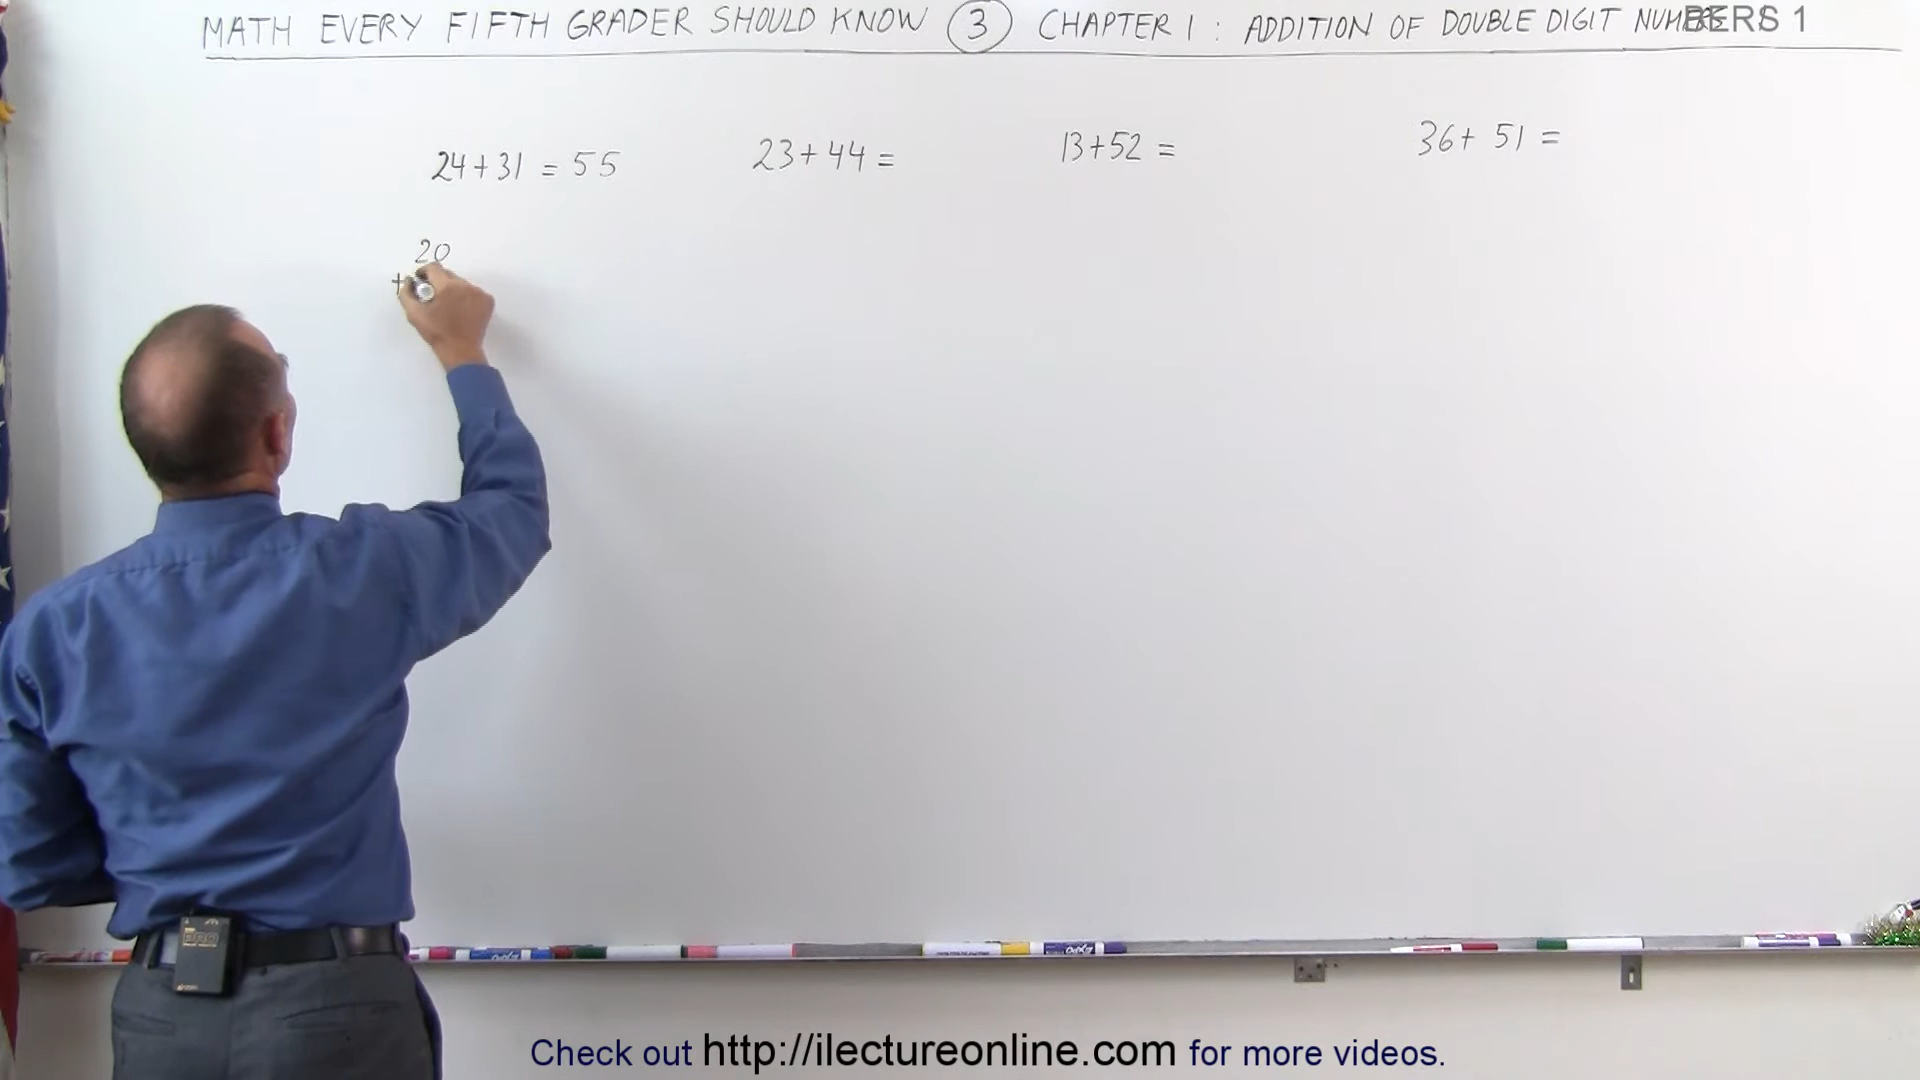 MATH EVERY FIFTH GRADER SHOULD KNOW 3 CHAPTER 1 : ADDITION OF DOUBLE DIGIT NUMBERS 1
24+31 = 55 23+44 = 13+52 = 36+ 51 =
20
+
Check out http://ilectureonline.com for more videos.